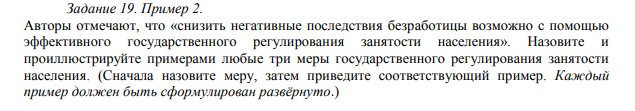 Задание 19. Пример 2.
Авторы отмечают, что «снизить негативные последствия безработицы возможно с помощью
эффективного государственного регулирования занятости населения». Назовите и
проиллюстрируйте примерами любые три меры государственного регулирования занятости
населения. (Сначала назовите меру, затем приведите соответствующий пример. Каждый
пример должен быть сформулирован развёрнуто.)